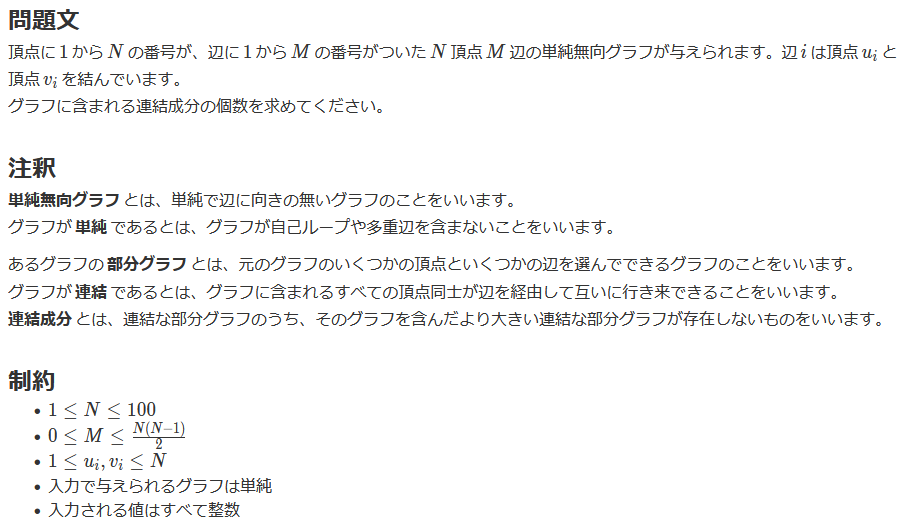 問題文
頂点に 1 から N の番号が、辺に 1 から M の番号がついた N 頂点 M 辺の単純無向グラフが与えられます。辺 i は頂点 u_i と
頂点 v_i を結んでいます。
グラフに含まれる連結成分の個数を求めてください。
注釈
単純無向グラフ とは、単純で辺に向きの無いグラフのことをいいます。
グラフが 単純 であるとは、グラフが自己ループや多重辺を含まないことをいいます。
あるグラフの 部分グラフ とは、元のグラフのいくつかの頂点といくつかの辺を選んでできるグラフのことをいいます。
グラフが 連結 であるとは、グラフに含まれるすべての頂点同士が辺を経由して互いに行き来できることをいいます。
連結成分 とは、連結な部分グラフのうち、そのグラフを含んだより大きい連結な部分グラフが存在しないものをいいます。
制約
• 1 ≤ N ≤ 100
• 0 ≤ M ≤ \frac{N(N−1)}{2}
• 1 ≤ u_i, v_i ≤ N
• 入力で与えられるグラフは単純
• 入力される値はすべて整数